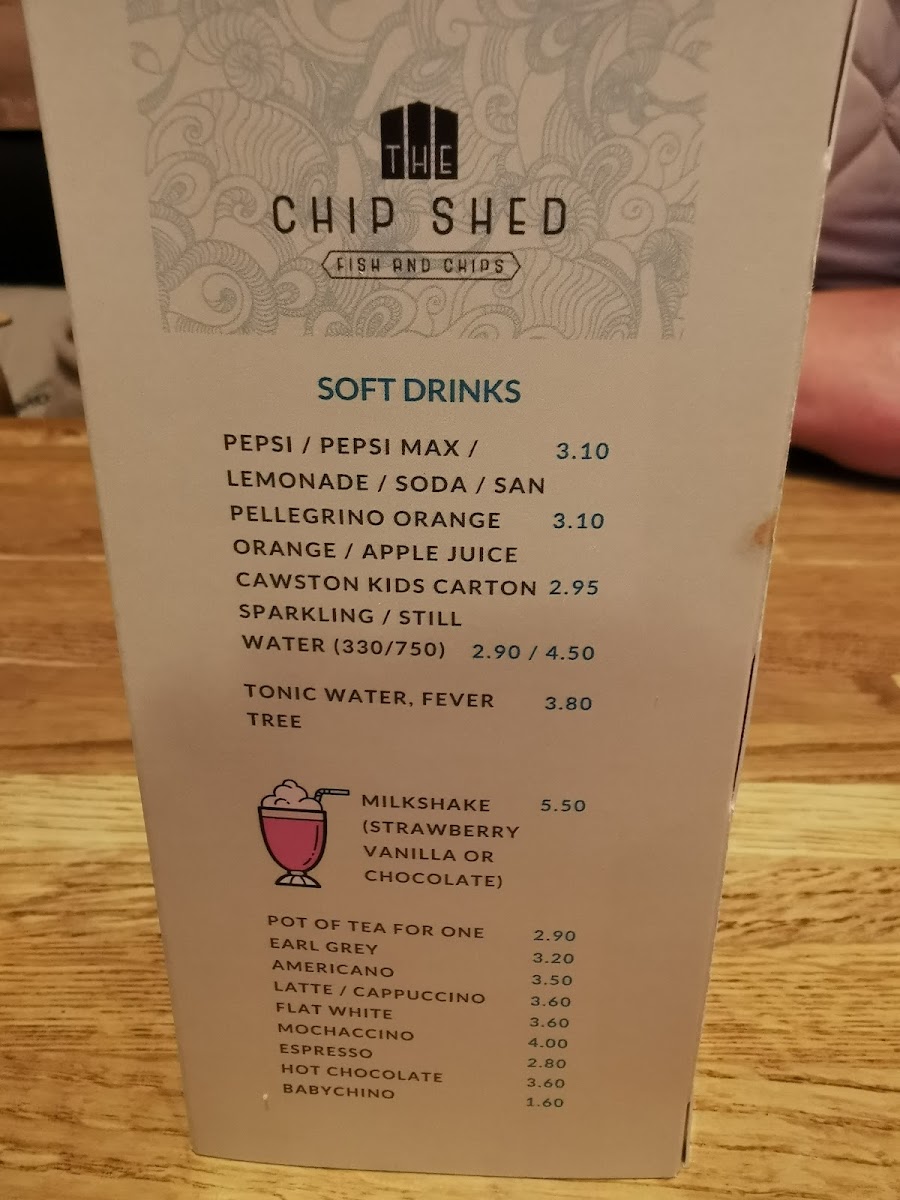 THE
CHIP SHED
FISH AND CHIPS
SOFT DRINKS
PEPSI / PEPSI MAX / 3.10
LEMONADE / SODA / SAN
PELLEGRINO ORANGE 3.10
ORANGE / APPLE JUICE
CAWSTON KIDS CARTON 2.95
SPARKLING / STILL
WATER (330/750) 2.90 / 4.50
TONIC WATER, FEVER 3.80
TREE
MILKSHAKE 5.50
(STRAWBERRY
VANILLA OR
CHOCOLATE)
POT OF TEA FOR ONE 2.90
EARL GREY 3.20
AMERICANO 3.50
LATTE / CAPPUCCINO 3.60
FLAT WHITE 3.60
MOCHACCINO 4.00
ESPRESSO 2.80
HOT CHOCOLATE 3.60
BABYCHINO 1.60